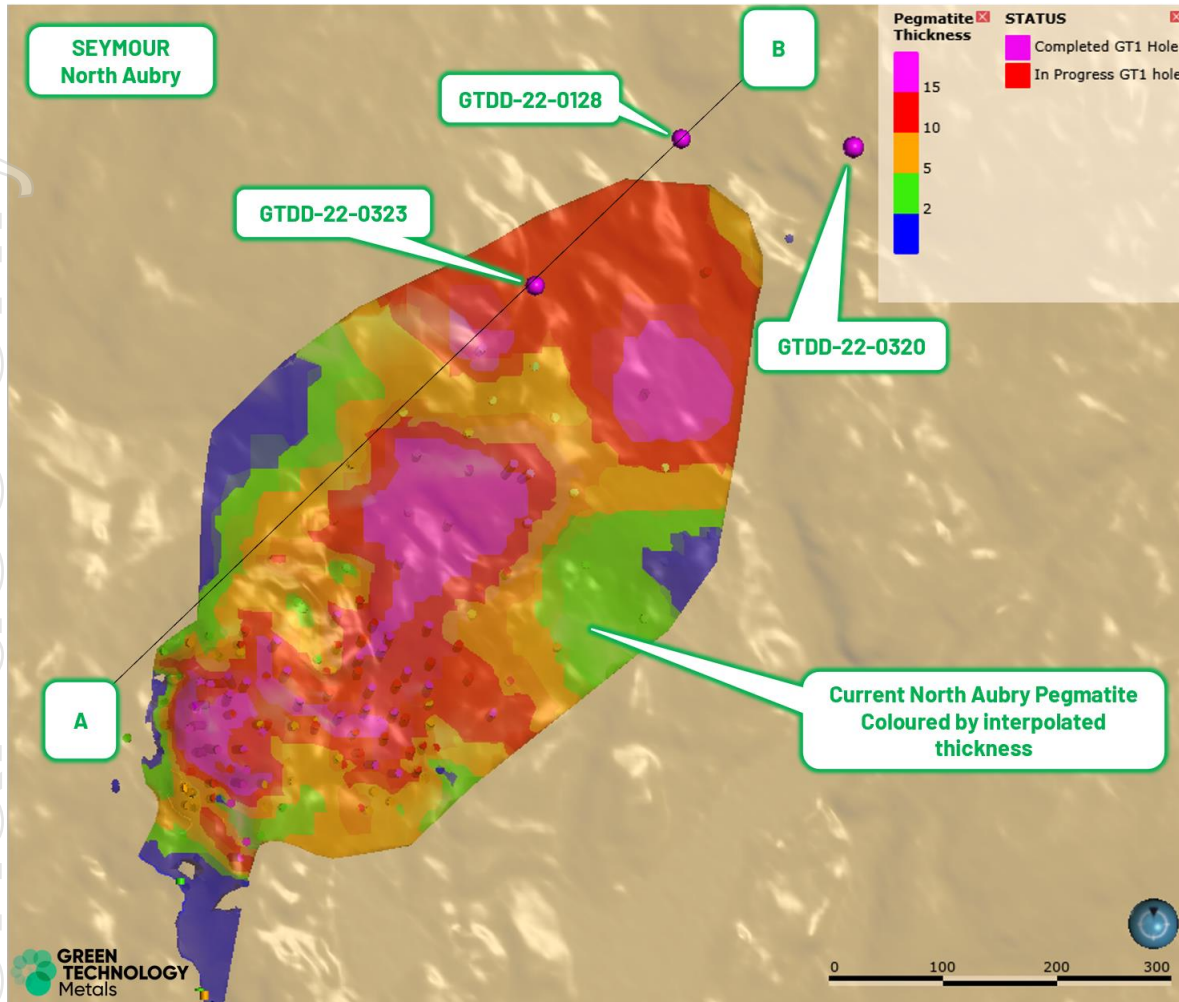 SEYMOUR
North Aubry
B
GTDD-22-0128
GTDD-22-0323
GTDD-22-0320
Pegmatite
Thickness
15
10
5
2
STATUS
Completed GT1 Hole
In Progress GT1 hole
A
Current North Aubry Pegmatite
Coloured by interpolated
thickness
GREEN
TECHNOLOGY
Metals
0 100 200 300